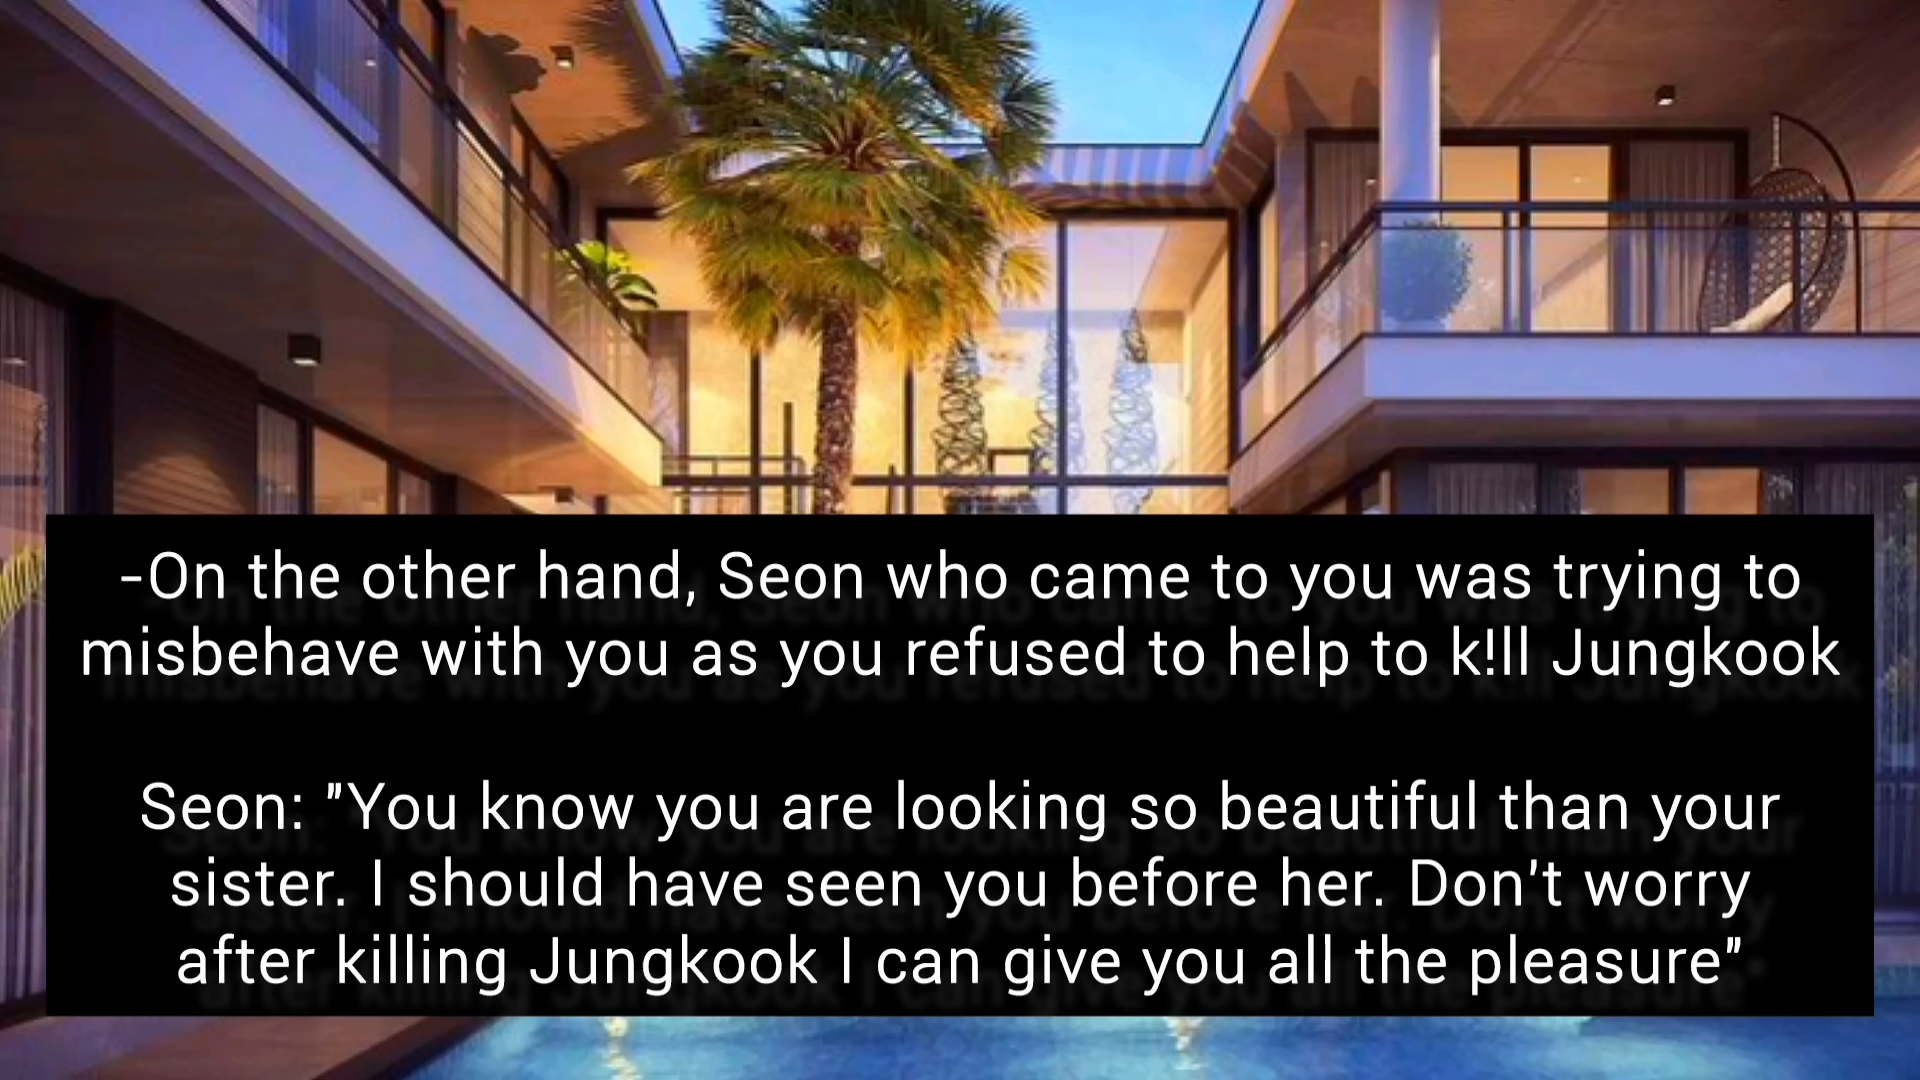 -On the other hand, Seon who came to you was trying to
misbehave with you as you refused to help to k!ll Jungkook
Seon: "You know you are looking so beautiful than your
sister. I should have seen you before her. Don't worry
after killing Jungkook I can give you all the pleasure"